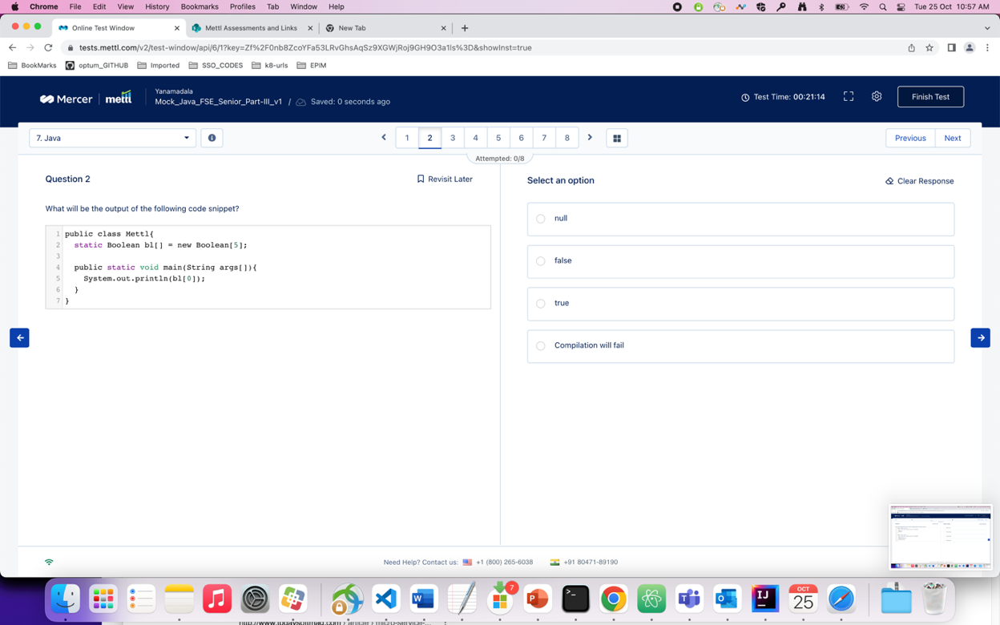 Chrome File Edit View History Bookmarks Profiles Tab Window Help Tue 25 Oct 10:57 AM
Online Test Window Mettl Assessments and Links New Tab
tests.mettl.com/v2/test-window/api/6/1?key=Zf%2F0nb8ZcoYFa53LRvGhsAqSz9XGWjRoj9GH9O3a1ls%3D&showInst=true
BookMarks optum_GITHUB Imported SSO_CODES k8-urls EPIM
Mercer mettl
Yanamadala
Mock_Java_FSE_Senior_Part-III_v1 / Saved: 0 seconds ago
Test Time: 00:21:14
Finish Test
7. Java
1 2 3 4 5 6 7 8
Previous Next
Attempted: 0/8
Question 2
Revisit Later
What will be the output of the following code snippet?
1 public class Mettl{
2 static Boolean bl[] = new Boolean[5];
3
4 public static void main(String args[]){
5 System.out.println(bl[0]);
6 }
7 }
Select an option
Clear Response
null
false
true
Compilation will fail
Need Help? Contact us: +1 (800) 265-6038 +91 80471-89190
7
OCT
25
IJ